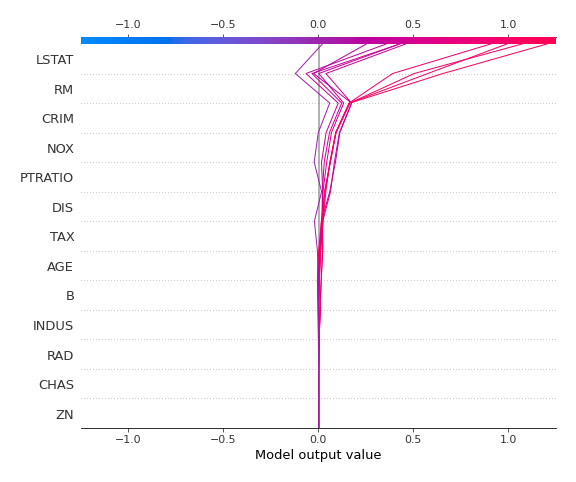 −1.0 −0.5 0.0 0.5 1.0
LSTAT
RM
CRIM
NOX
PTRATIO
DIS
TAX
AGE
B
INDUS
RAD
CHAS
ZN
−1.0 −0.5 0.0 0.5 1.0
Model output value